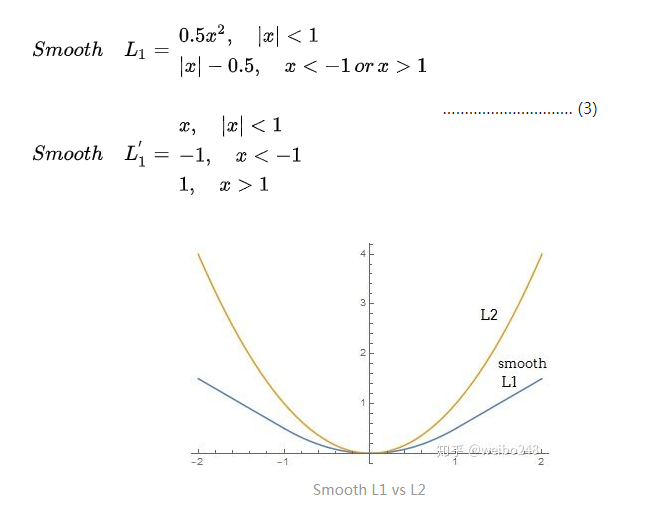 Smooth L₁ = 0.5x², |x| < 1
|x| − 0.5, x < −1 or x > 1
.............................. (3)
x, |x| < 1
Smooth L₁′ = −1, x < −1
1, x > 1
4
3
L2
2
smooth
L1
1
知乎 @weibo248
−2 −1 1 2
Smooth L1 vs L2